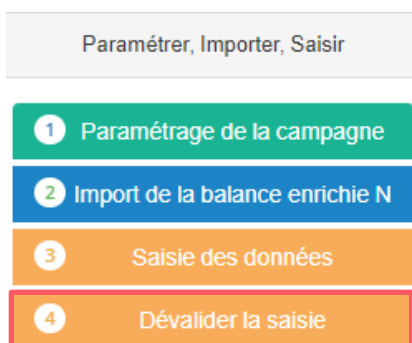 Paramétrer, Importer, Saisir
1 Paramétrage de la campagne
2 Import de la balance enrichie N
3 Saisie des données
4 Dévalider la saisie